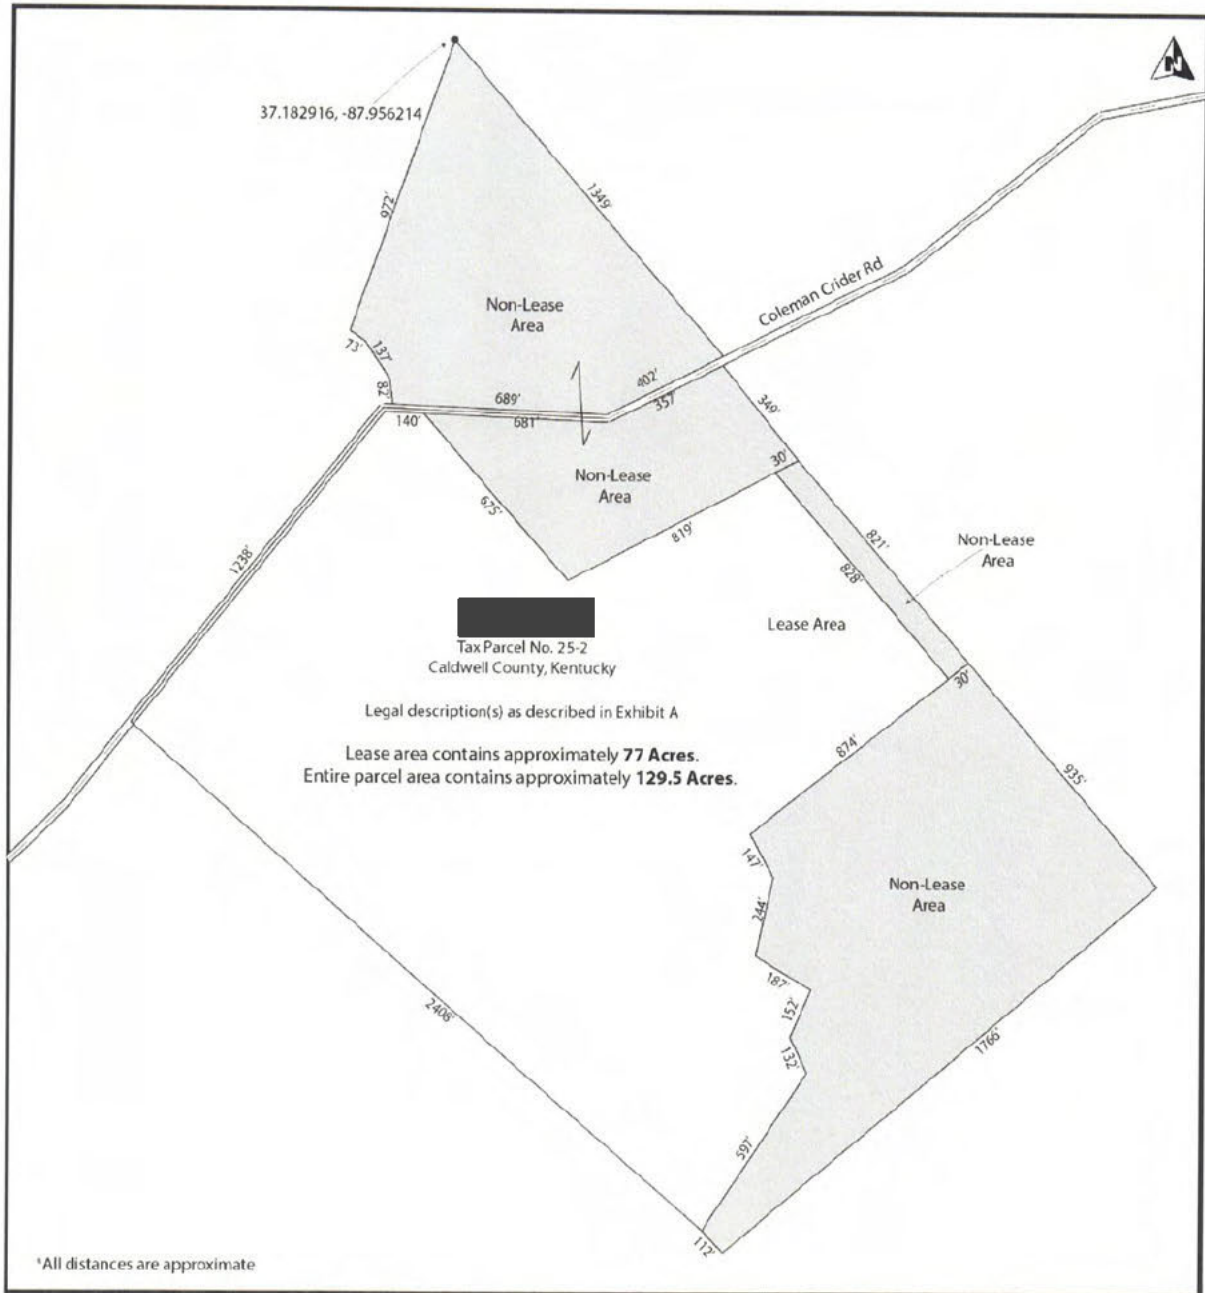 N
37.182916, -87.956214
1349'
972'
Coleman Crider Rd
Non-Lease
Area
73'
137'
82'
402'
357'
689'
681'
140'
349'
30'
Non-Lease
Area
675'
819'
821'
828'
Non-Lease
Area
1238'
Lease Area
Tax Parcel No. 25-2
Caldwell County, Kentucky
Legal description(s) as described in Exhibit A
Lease area contains approximately 77 Acres.
Entire parcel area contains approximately 129.5 Acres.
30'
874'
935'
147'
Non-Lease
Area
244'
187'
152'
132'
2408'
1766'
597'
112'
*All distances are approximate